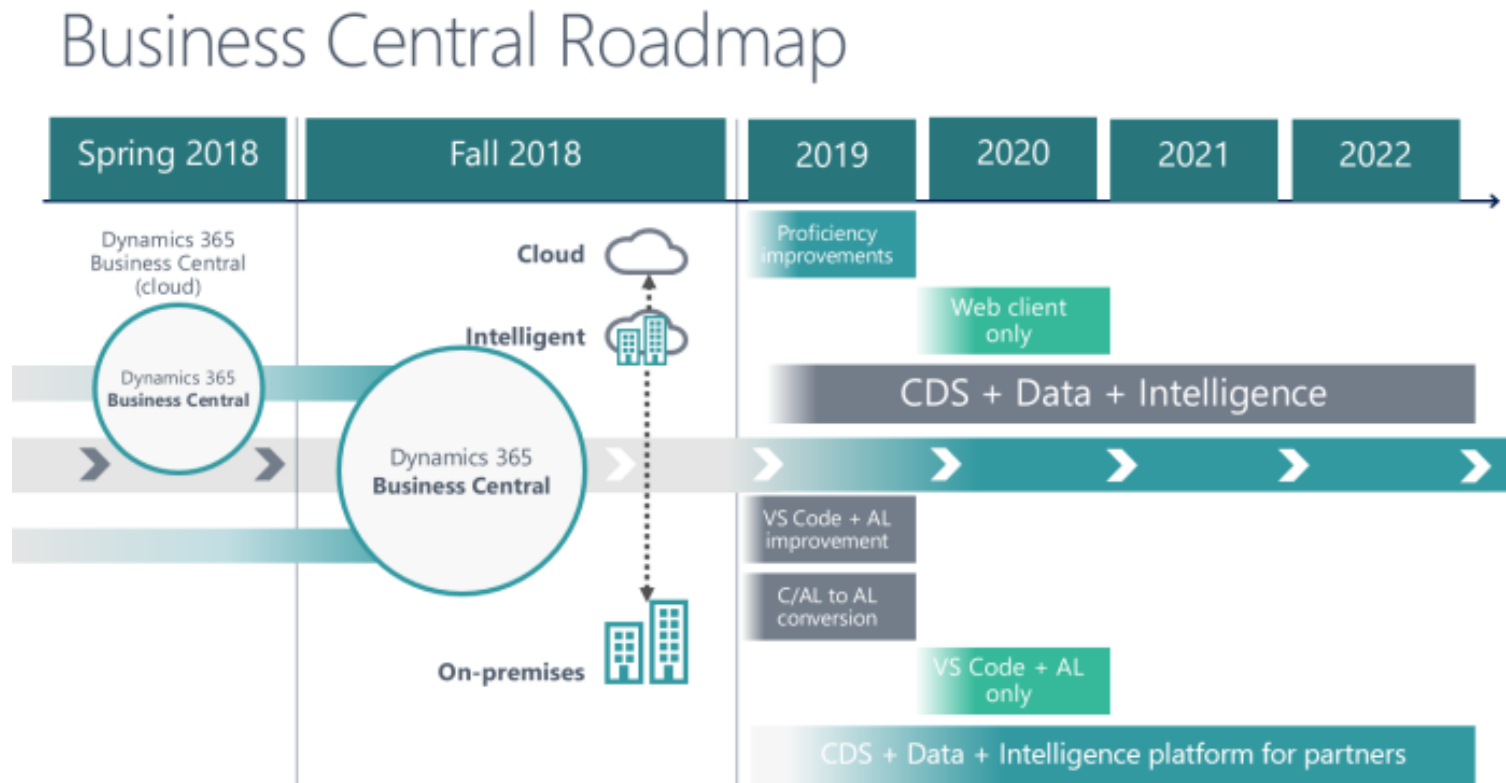 Business Central Roadmap
Spring 2018
Fall 2018
2019
2020
2021
2022
Dynamics 365
Business Central
(cloud)
Dynamics 365
Business Central
Cloud
Intelligent
Dynamics 365
Business Central
On-premises
Proficiency
improvements
Web client
only
CDS + Data + Intelligence
VS Code + AL
improvement
C/AL to AL
conversion
VS Code + AL
only
CDS + Data + Intelligence platform for partners